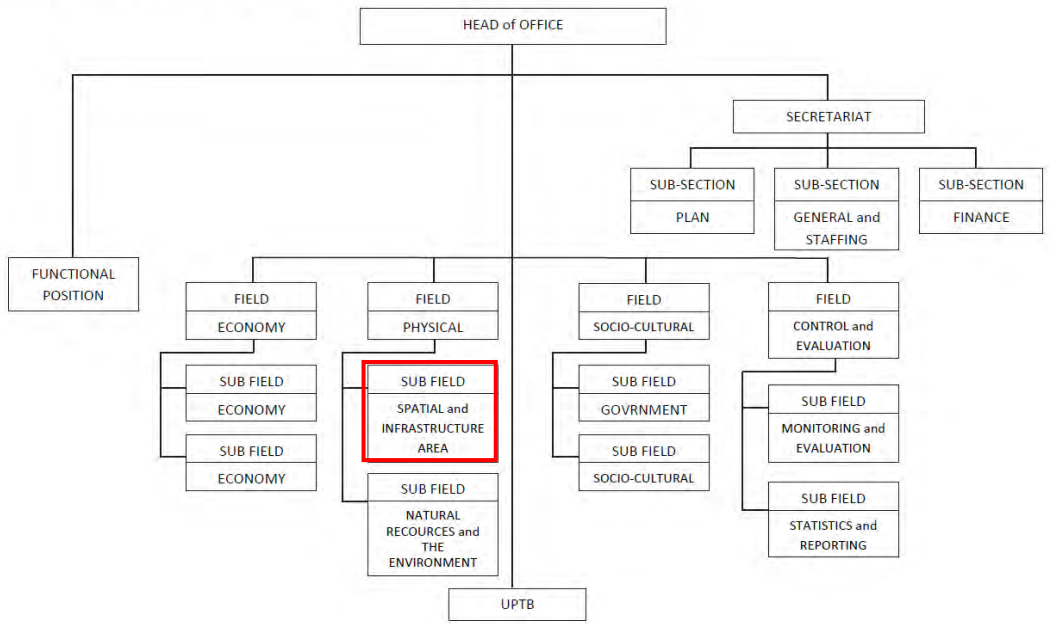 HEAD of OFFICE
SECRETARIAT
SUB-SECTION
PLAN
SUB-SECTION
GENERAL and
STAFFING
SUB-SECTION
FINANCE
FUNCTIONAL
POSITION
FIELD
ECONOMY
SUB FIELD
ECONOMY
SUB FIELD
ECONOMY
FIELD
PHYSICAL
SUB FIELD
SPATIAL and
INFRASTRUCTURE
AREA
SUB FIELD
NATURAL
RECOURCES and
THE
ENVIRONMENT
FIELD
SOCIO-CULTURAL
SUB FIELD
GOVRNMENT
SUB FIELD
SOCIO-CULTURAL
FIELD
CONTROL and
EVALUATION
SUB FIELD
MONITORING and
EVALUATION
SUB FIELD
STATISTICS and
REPORTING
UPTB